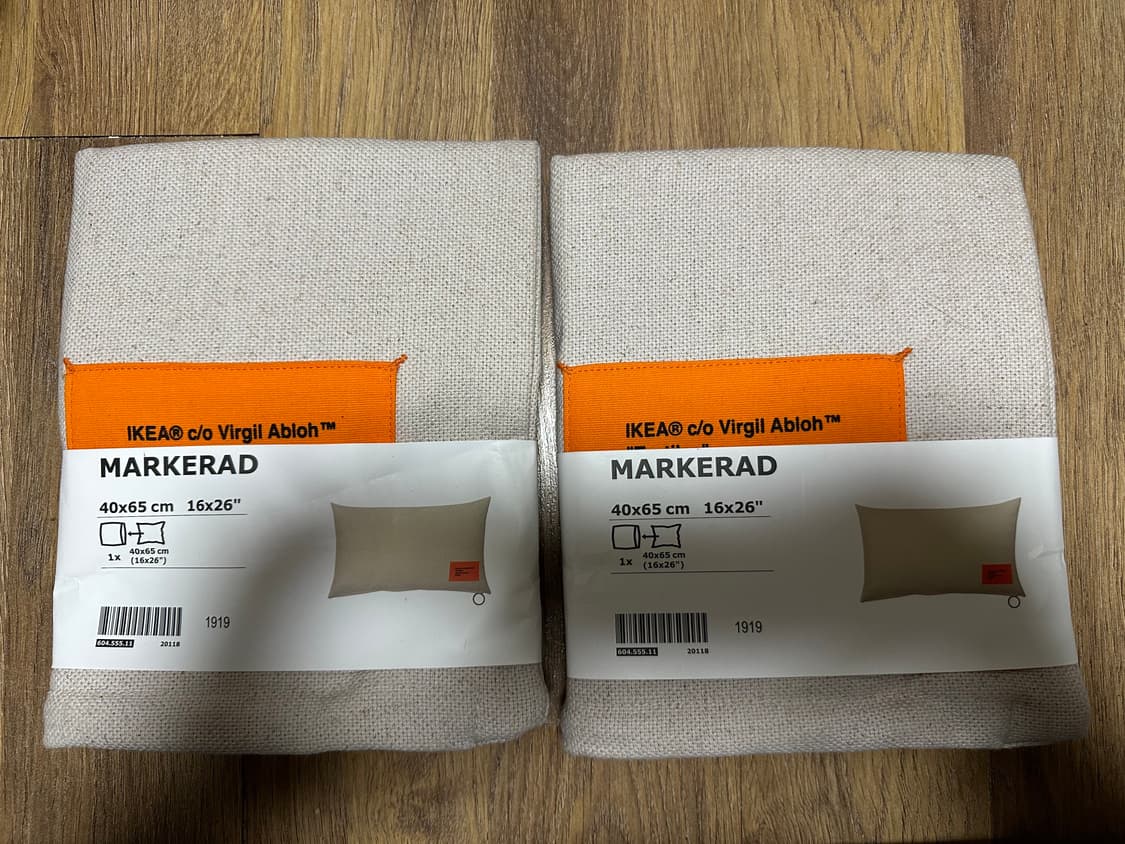 IKEA® c/o Virgil Abloh™
MARKERAD
40x65 cm 16x26"
1x
40x65 cm
(16x26")
1919
604.555.11
20118
IKEA® c/o Virgil Abloh™
MARKERAD
40x65 cm 16x26"
1x
40x65 cm
(16x26")
1919
604.555.11
20118